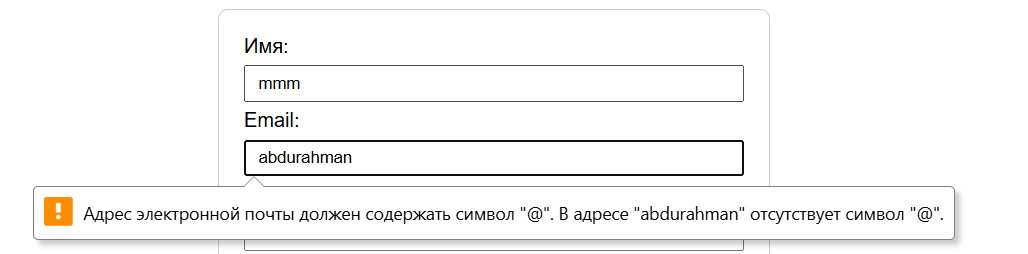 Имя:
mmm
Email:
abdurahman
Адрес электронной почты должен содержать символ "@". В адресе "abdurahman" отсутствует символ "@".